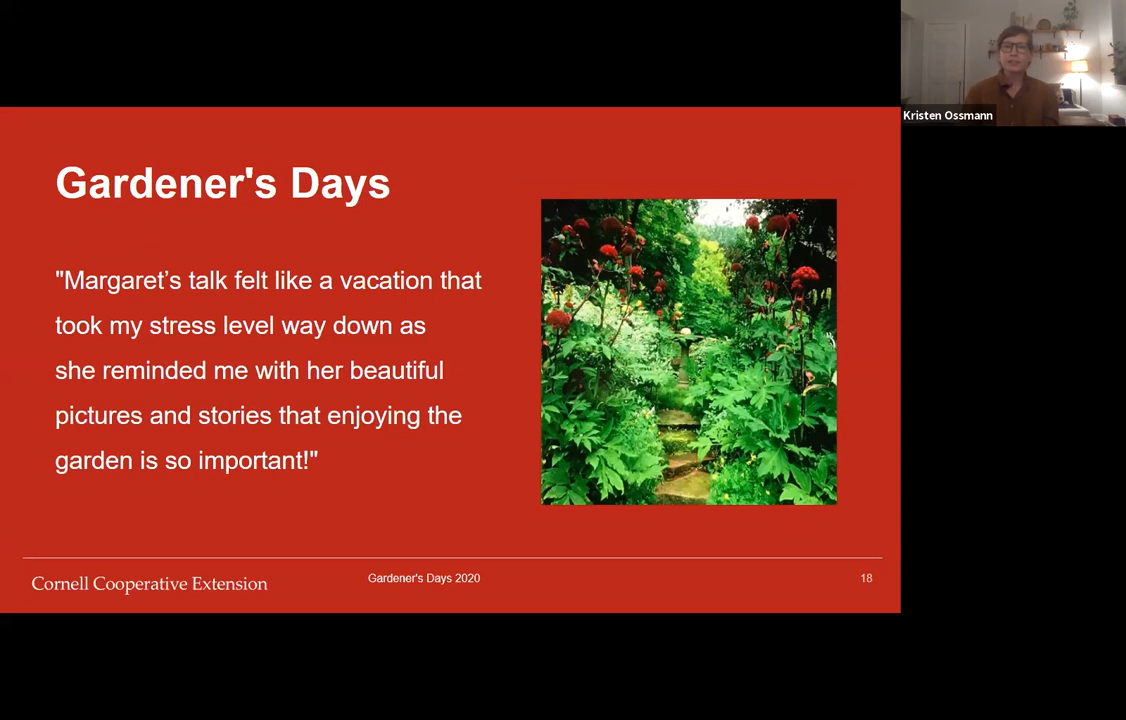 Kristen Ossmann
Gardener's Days
"Margaret’s talk felt like a vacation that
took my stress level way down as
she reminded me with her beautiful
pictures and stories that enjoying the
garden is so important!"
Cornell Cooperative Extension
Gardener's Days 2020
18